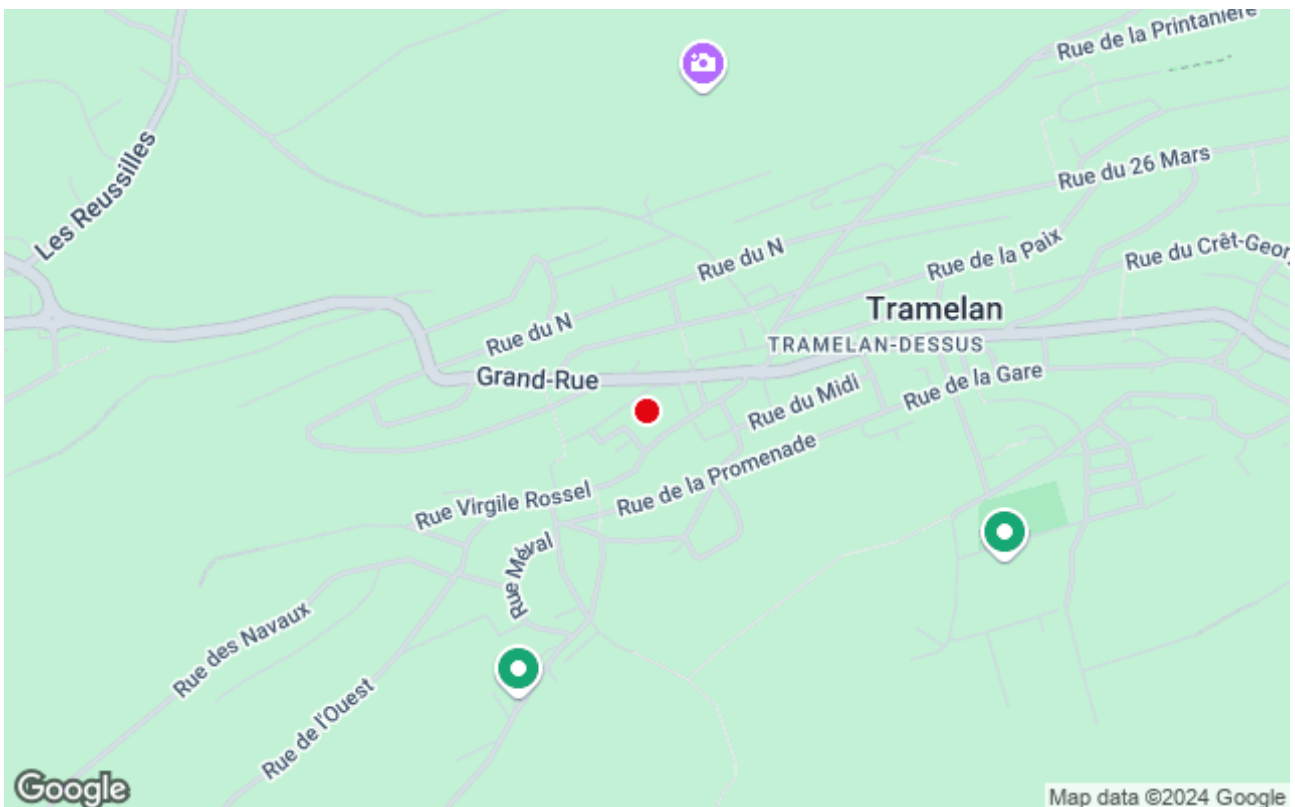 Rue de la Printanière
Les Reussilles
Rue du 26 Mars
Rue du N
Rue de la Paix
Rue du Crêt-Georg
Tramelan
TRAMELAN-DESSUS
Rue du N
Grand-Rue
Rue du Midi
Rue de la Gare
Rue de la Promenade
Rue Virgile Rossel
Rue Mèval
Rue des Navaux
Rue de l'Ouest
Google
Map data ©2024 Google